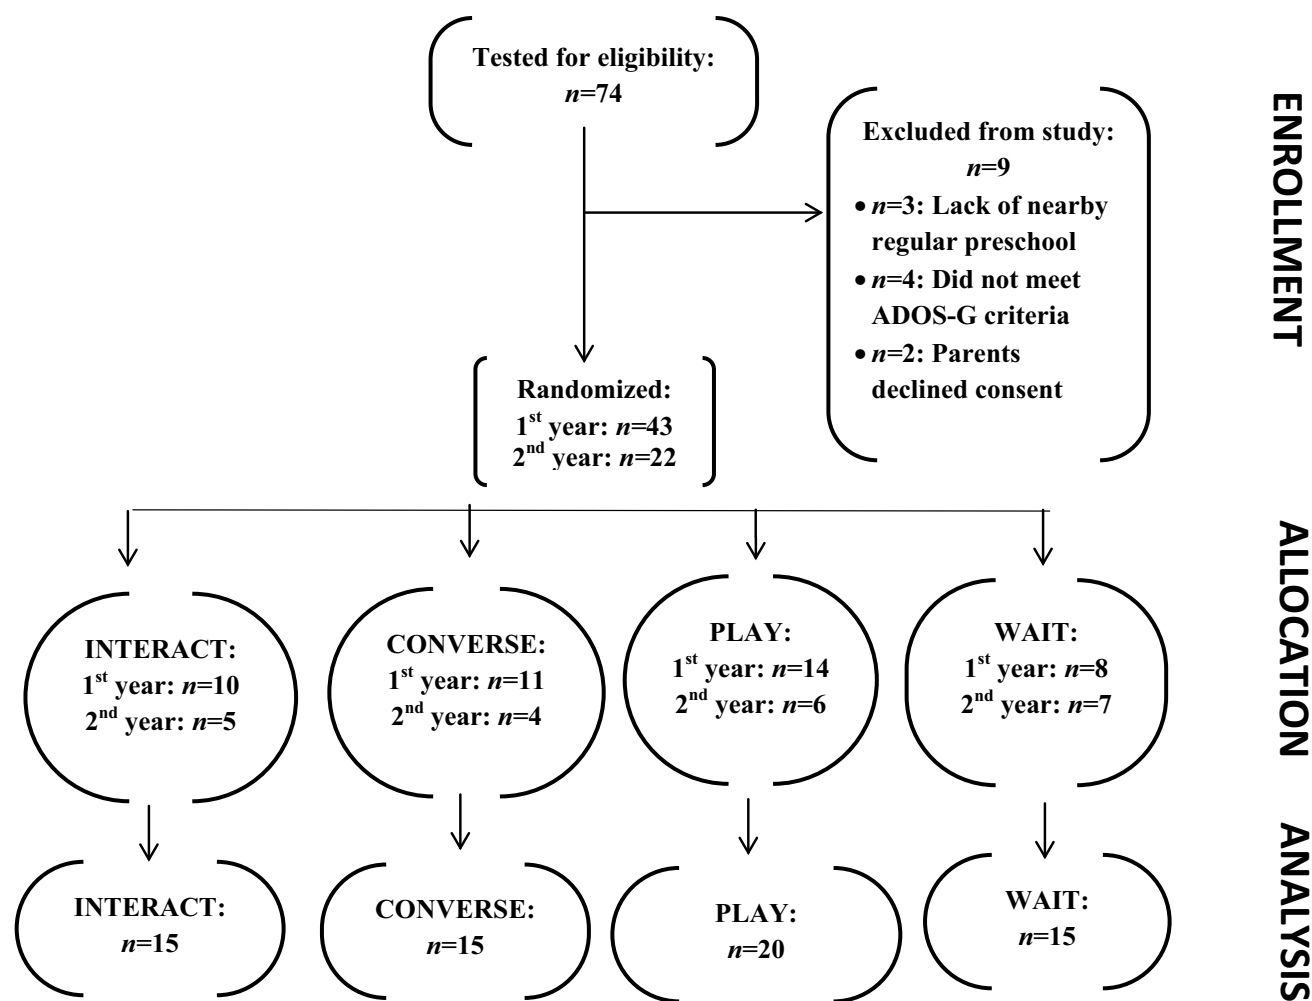 Tested for eligibility:
n=74
Excluded from study:
n=9
• n=3: Lack of nearby
regular preschool
• n=4: Did not meet
ADOS-G criteria
• n=2: Parents
declined consent
ENROLLMENT
Randomized:
1st year: n=43
2nd year: n=22
INTERACT:
1st year: n=10
2nd year: n=5
CONVERSE:
1st year: n=11
2nd year: n=4
PLAY:
1st year: n=14
2nd year: n=6
WAIT:
1st year: n=8
2nd year: n=7
ALLOCATION
INTERACT:
n=15
CONVERSE:
n=15
PLAY:
n=20
WAIT:
n=15
ANALYSIS